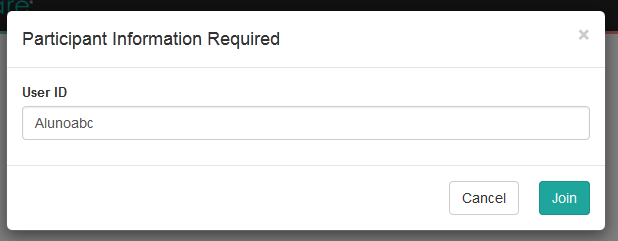 Participant Information Required
×
User ID
Alunoabc
Cancel
Join